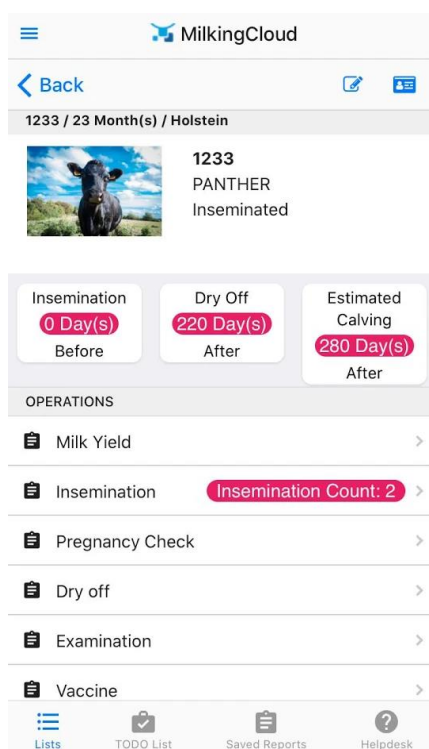 MilkingCloud
Back
1233 / 23 Month(s) / Holstein
1233
PANTHER
Inseminated
Insemination
0 Day(s)
Before
Dry Off
220 Day(s)
After
Estimated
Calving
280 Day(s)
After
OPERATIONS
Milk Yield
Insemination Insemination Count: 2
Pregnancy Check
Dry off
Examination
Vaccine
Lists TODO List Saved Reports Helpdesk